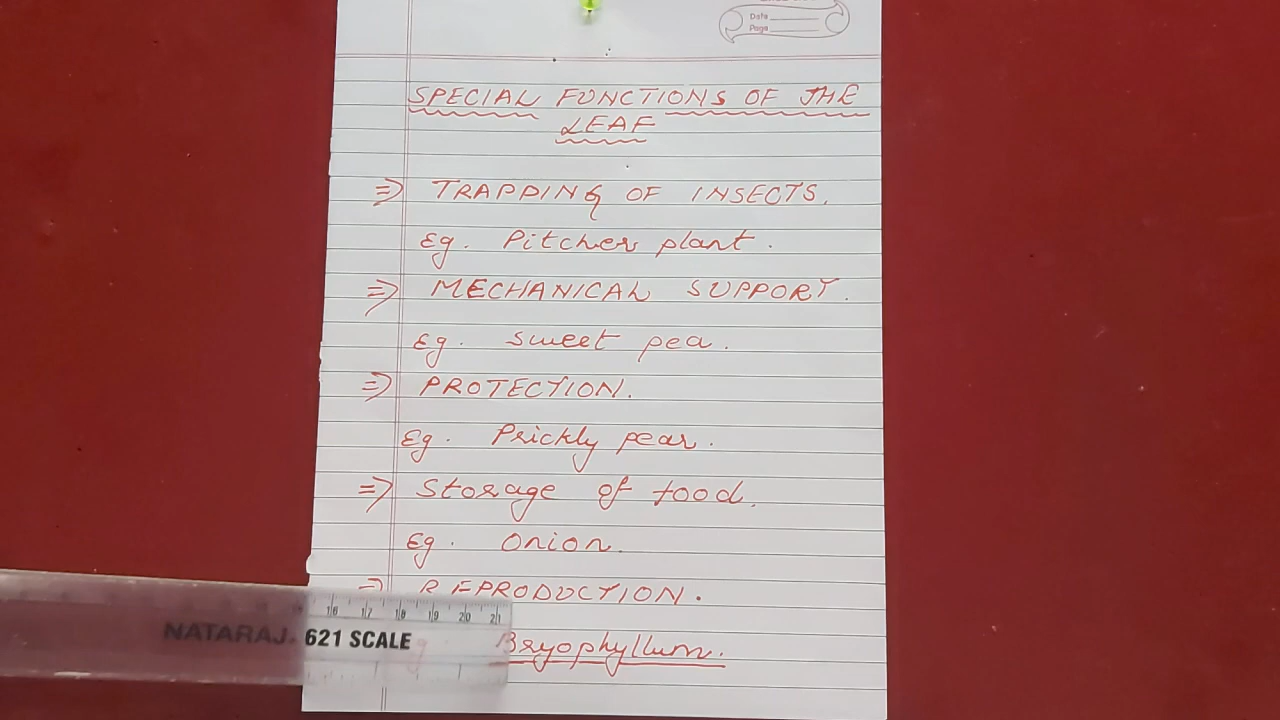 Date
Page
SPECIAL FUNCTIONS OF THE
LEAF
⇒ TRAPPING OF INSECTS.
Eg. Pitcher plant.
⇒ MECHANICAL SUPPORT.
Eg. Sweet pea.
⇒ PROTECTION.
Eg. Prickly pear.
⇒ Storage of food.
Eg. Onion.
⇒ REPRODUCTION.
16 17 18 19 20 21
NATARAJ 621 SCALE
Bryophyllum.